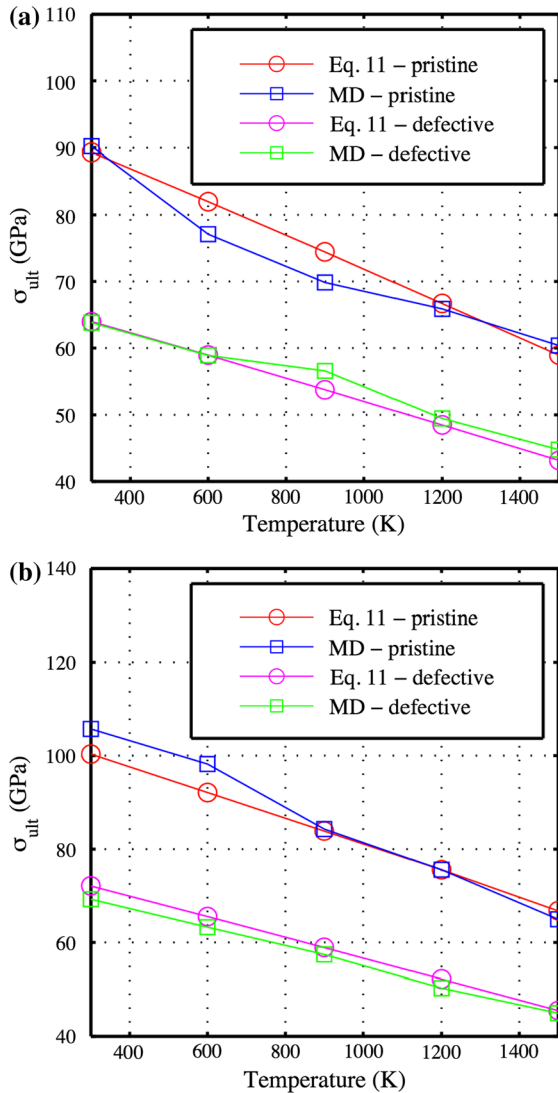 (a)
110
100
90
80
70
60
50
40
σult (GPa)
Eq. 11 – pristine
MD – pristine
Eq. 11 – defective
MD – defective
400 600 800 1000 1200 1400
Temperature (K)
(b)
140
120
100
80
60
40
σult (GPa)
Eq. 11 – pristine
MD – pristine
Eq. 11 – defective
MD – defective
400 600 800 1000 1200 1400
Temperature (K)